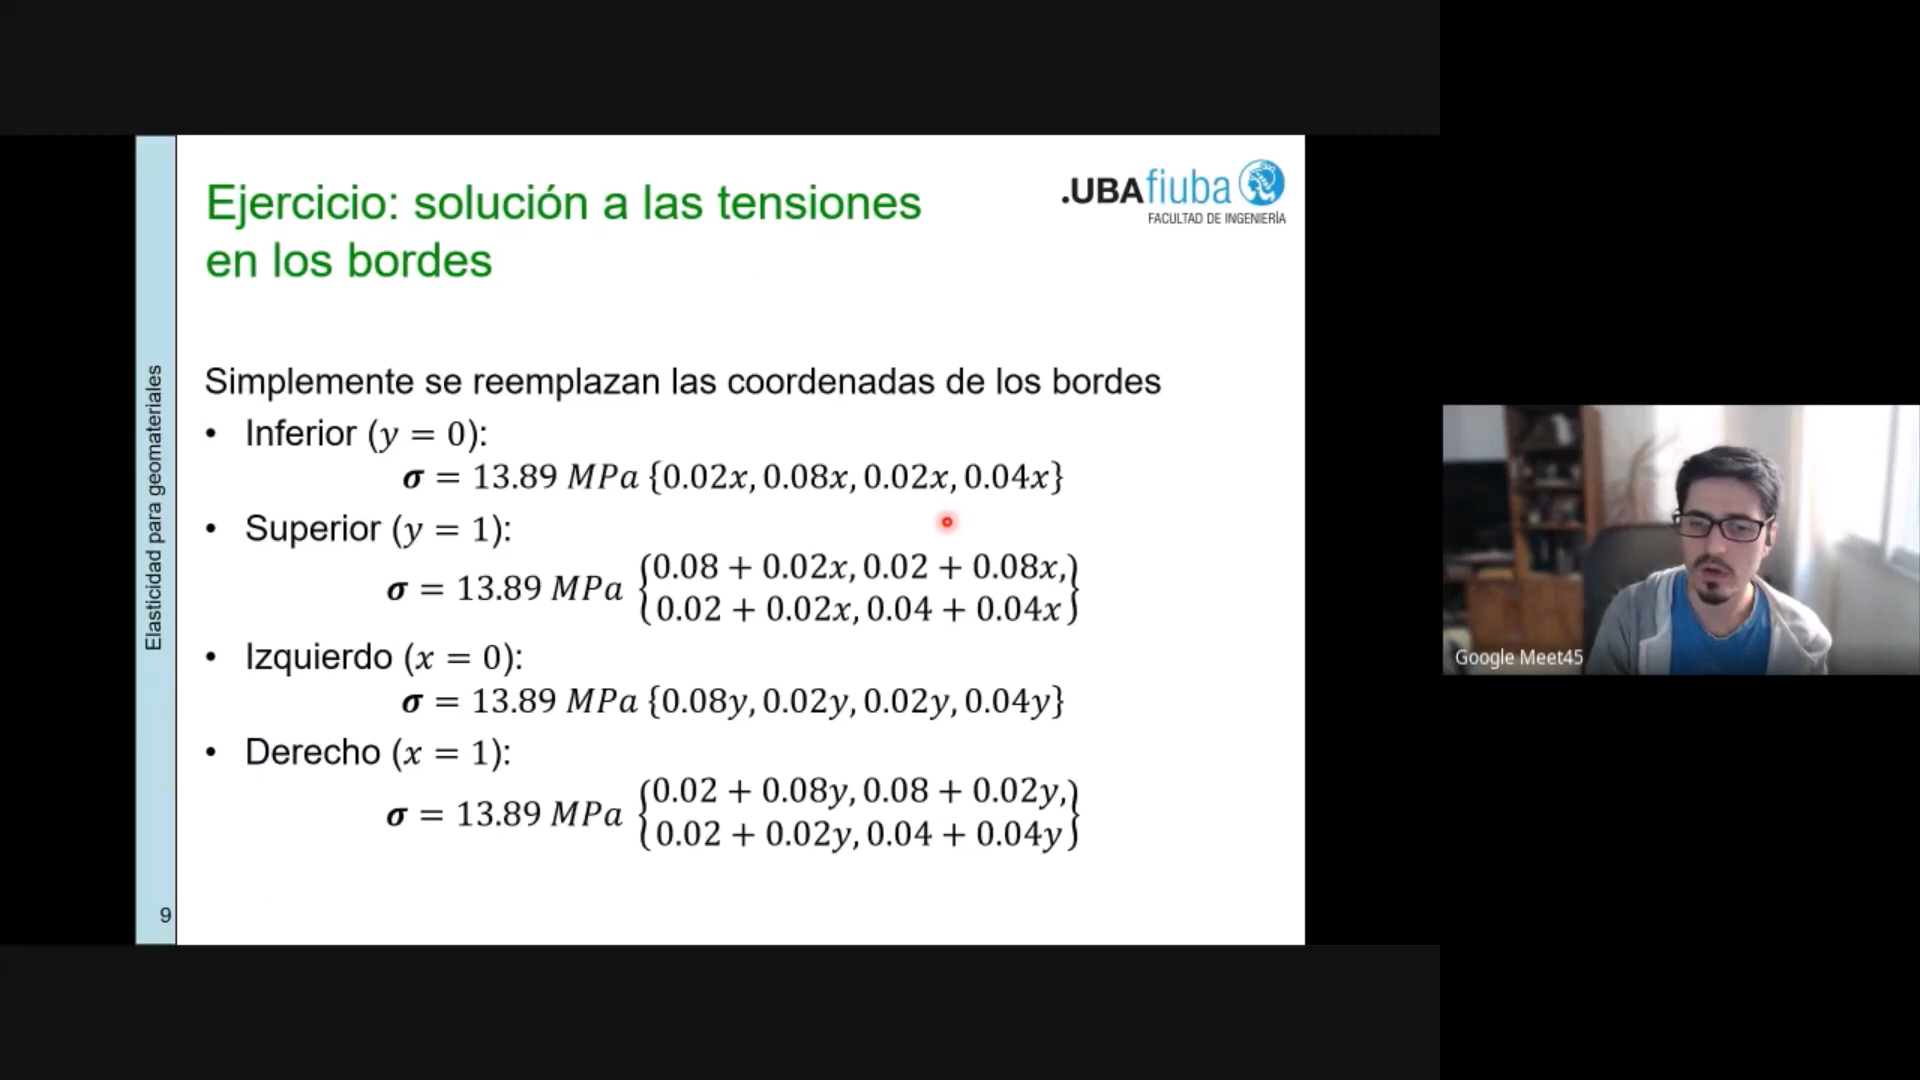 Ejercicio: solución a las tensiones
en los bordes
.UBAfiuba
FACULTAD DE INGENIERÍA
Simplemente se reemplazan las coordenadas de los bordes
• Inferior (y = 0):
σ = 13.89 MPa {0.02x, 0.08x, 0.02x, 0.04x}
• Superior (y = 1):
σ = 13.89 MPa {0.08 + 0.02x, 0.02 + 0.08x,
0.02 + 0.02x, 0.04 + 0.04x}
• Izquierdo (x = 0):
σ = 13.89 MPa {0.08y, 0.02y, 0.02y, 0.04y}
• Derecho (x = 1):
σ = 13.89 MPa {0.02 + 0.08y, 0.08 + 0.02y,
0.02 + 0.02y, 0.04 + 0.04y}
Elasticidad para geomateriales
9
Google Meet45